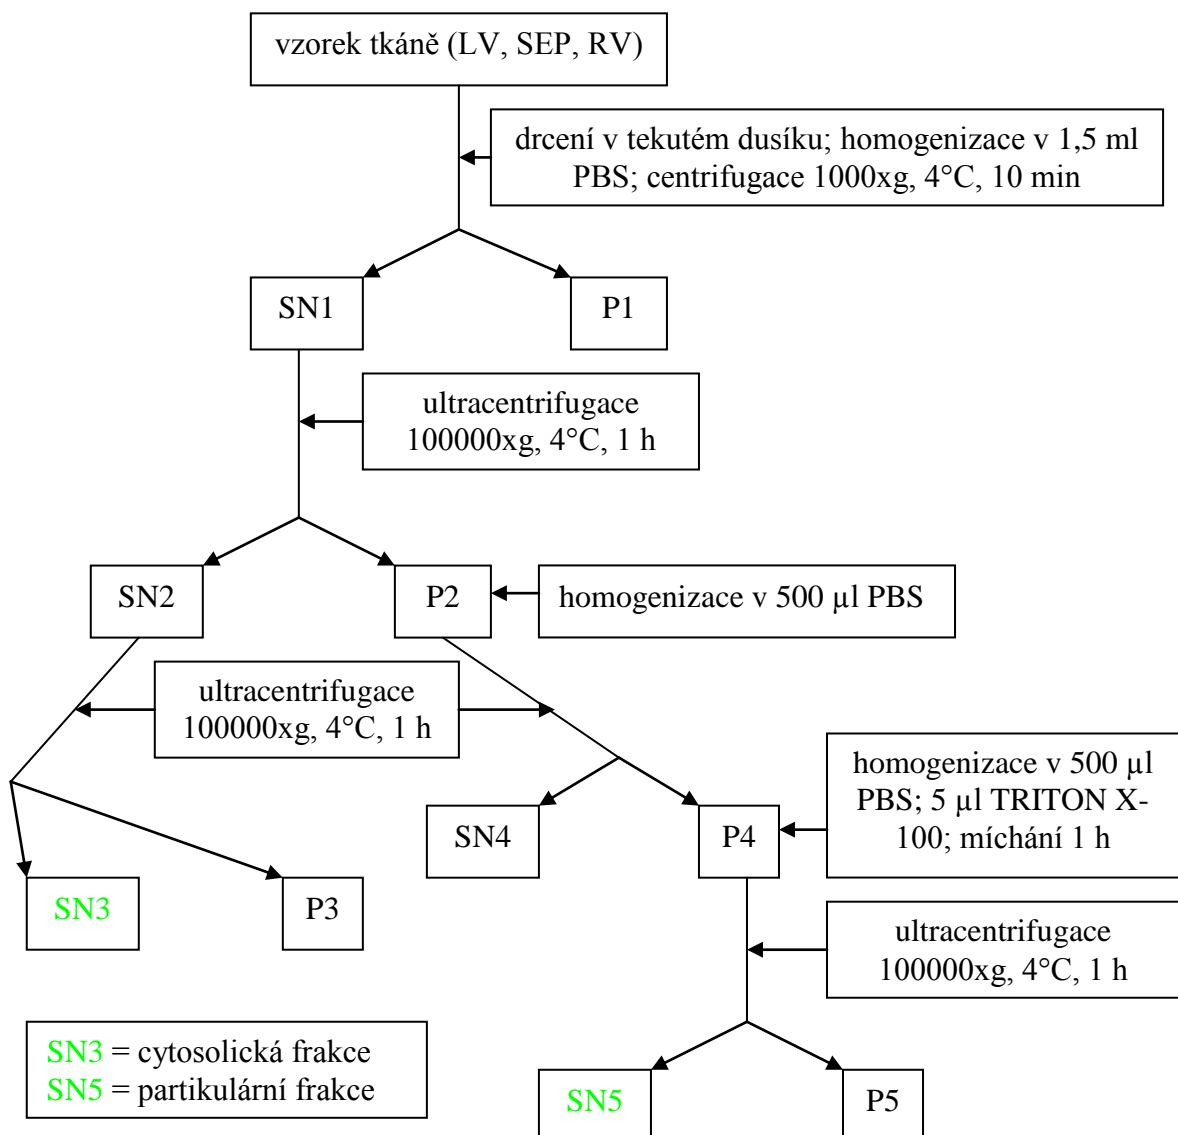 vzorek tkáně (LV, SEP, RV)
drcení v tekutém dusíku; homogenizace v 1,5 ml
PBS; centrifugace 1000xg, 4°C, 10 min
SN1
P1
ultracentrifugace
100000xg, 4°C, 1 h
SN2
P2
homogenizace v 500 µl PBS
ultracentrifugace
100000xg, 4°C, 1 h
homogenizace v 500 µl
PBS; 5 µl TRITON X-
100; míchání 1 h
SN4
P4
SN3
P3
ultracentrifugace
100000xg, 4°C, 1 h
SN3 = cytosolická frakce
SN5 = partikulární frakce
SN5
P5